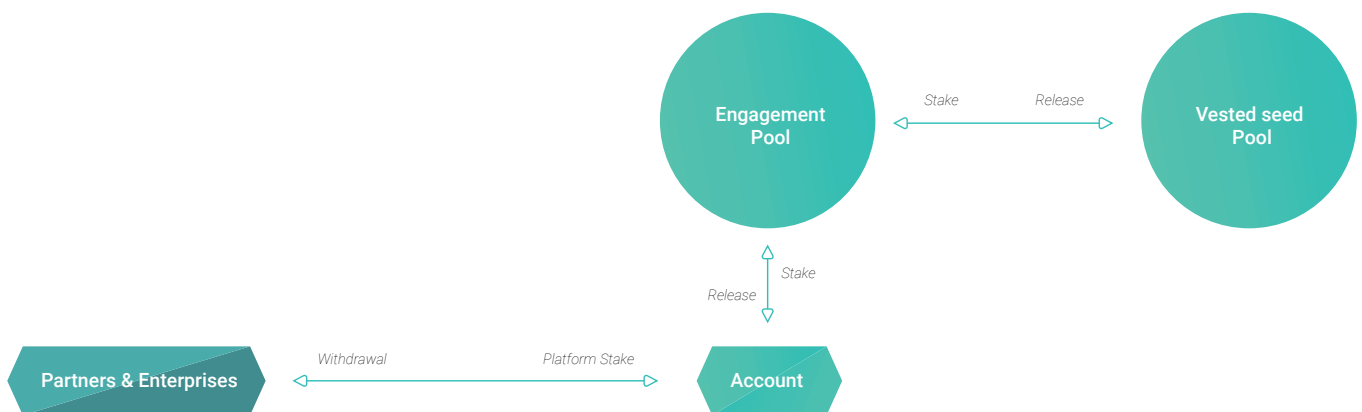 Engagement
Pool
Stake
Release
Vested seed
Pool
Stake
Release
Withdrawal
Platform Stake
Partners & Enterprises
Account